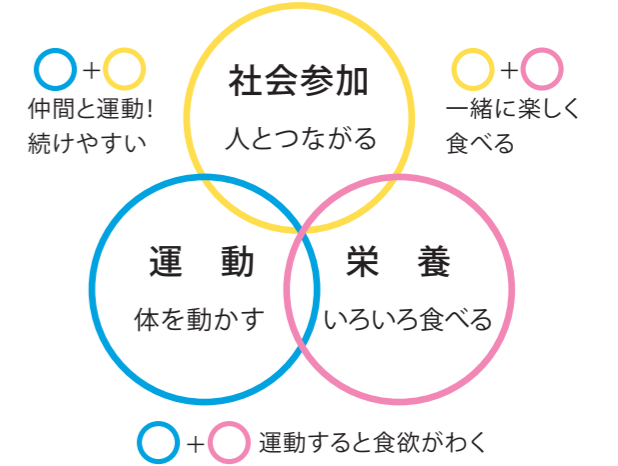 社会参加
人とつながる
+
仲間と運動!
続けやすい
+
一緒に楽しく
食べる
運 動
体を動かす
栄 養
いろいろ食べる
+
運動すると食欲がわく